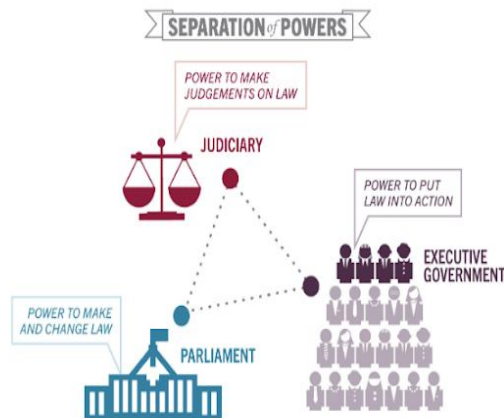 SEPARATION of POWERS
POWER TO MAKE
JUDGEMENTS ON LAW
JUDICIARY
POWER TO PUT
LAW INTO ACTION
EXECUTIVE
GOVERNMENT
POWER TO MAKE
AND CHANGE LAW
PARLIAMENT